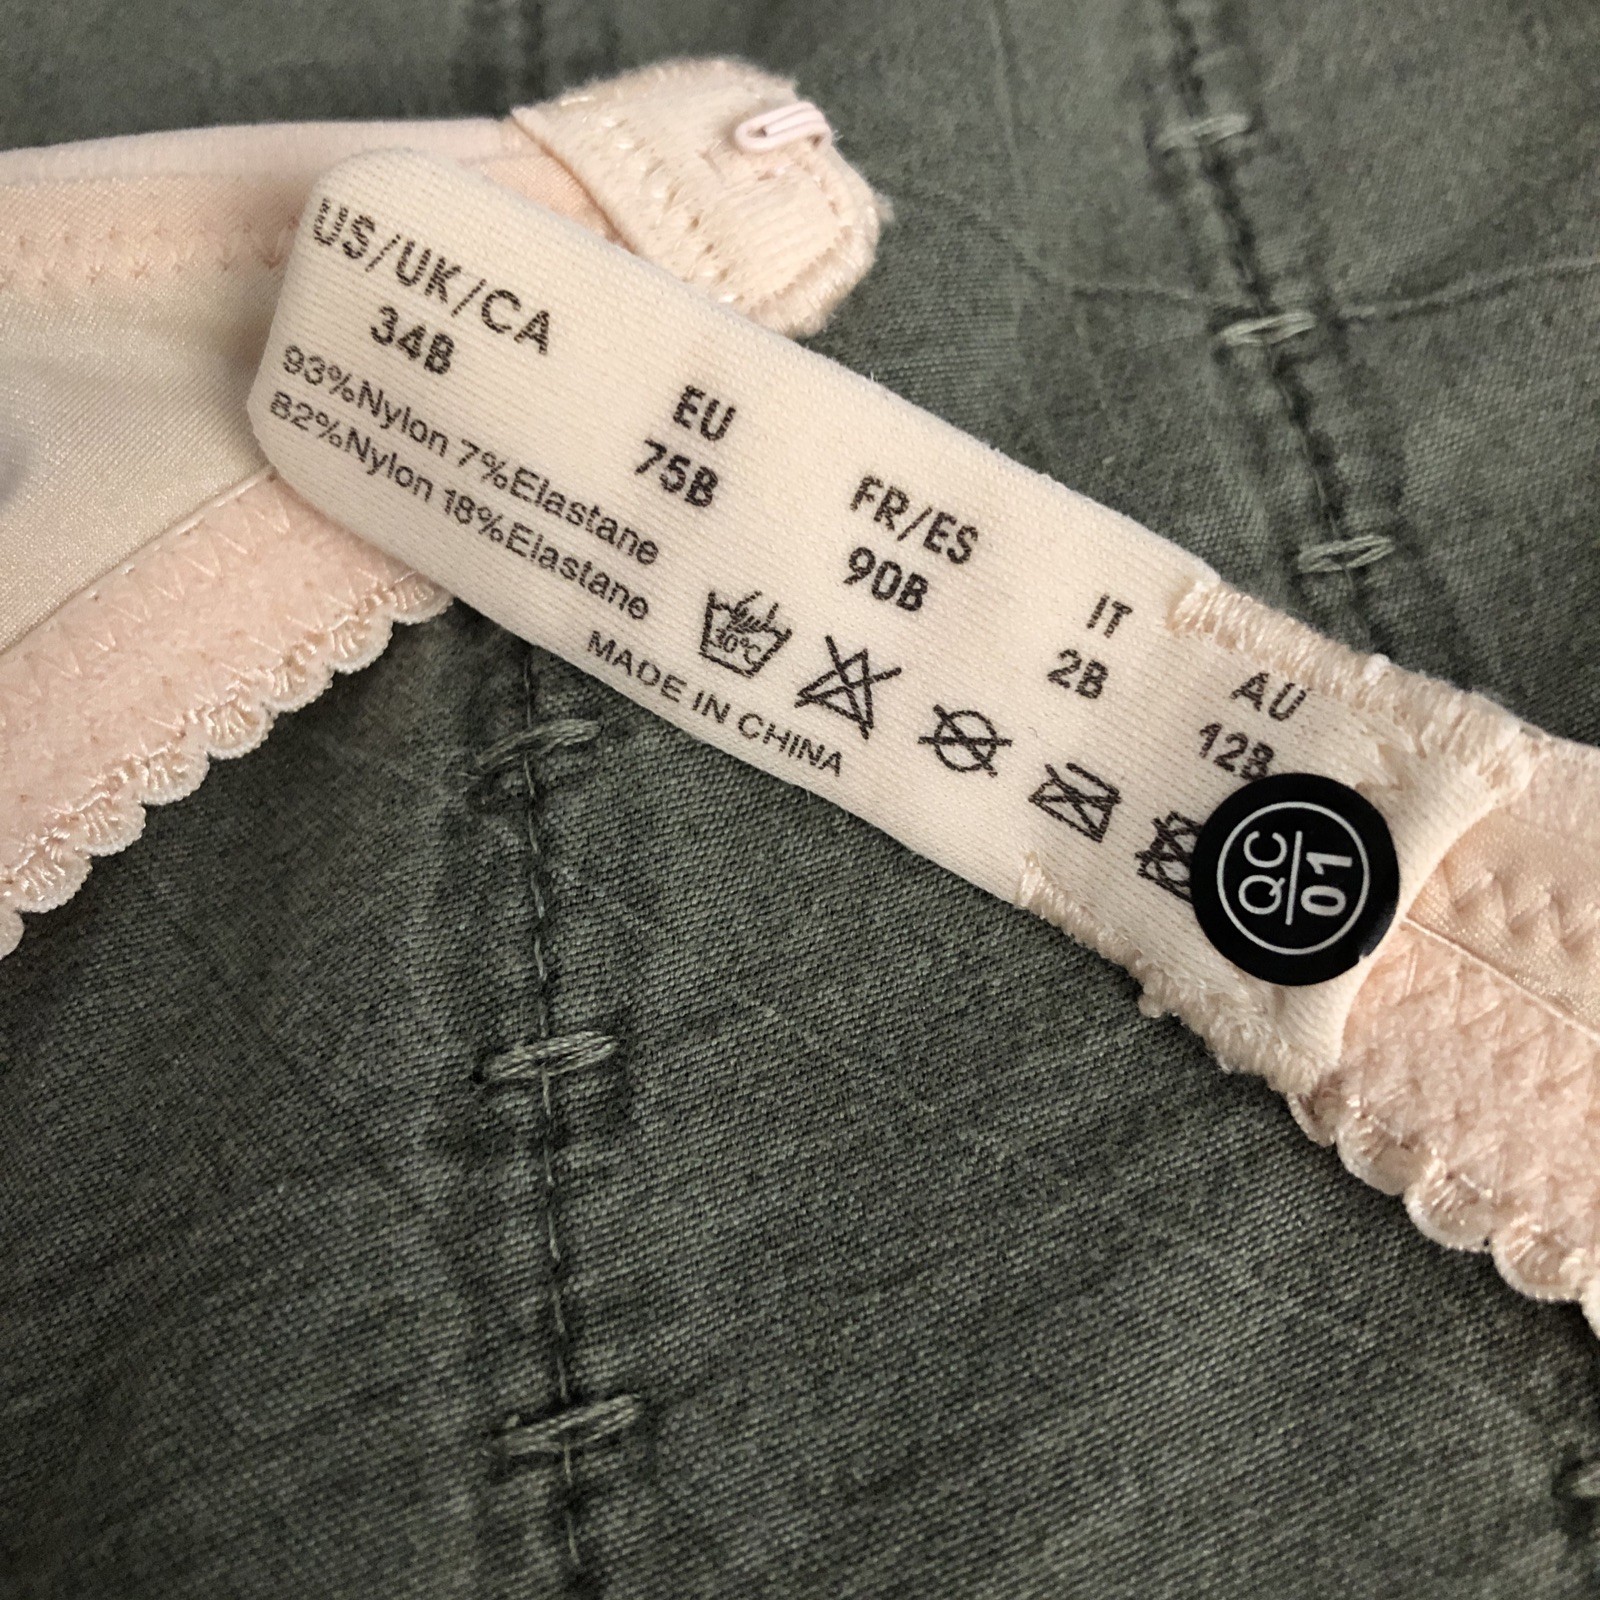 US/UK/CA EU FR/ES IT AU
34B 75B 90B 2B 12B
93%Nylon 7%Elastane
82%Nylon 18%Elastane
30°C
MADE IN CHINA
QC
01